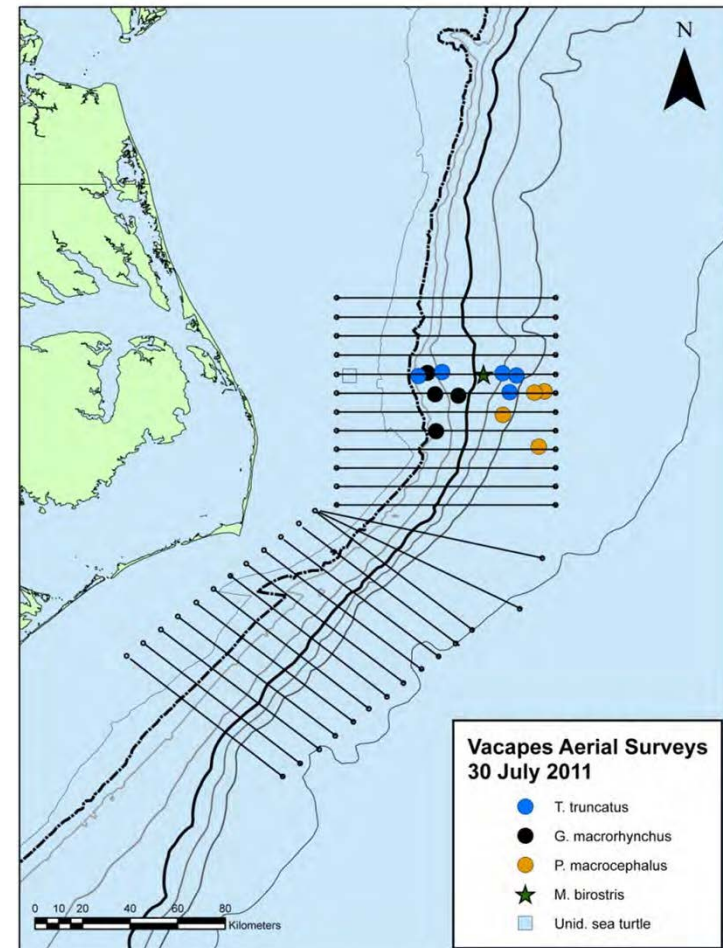 N
Vacapes Aerial Surveys
30 July 2011
T. truncatus
G. macrorhynchus
P. macrocephalus
M. birostris
Unid. sea turtle
0 5 10 20 40 60 80
Kilometers